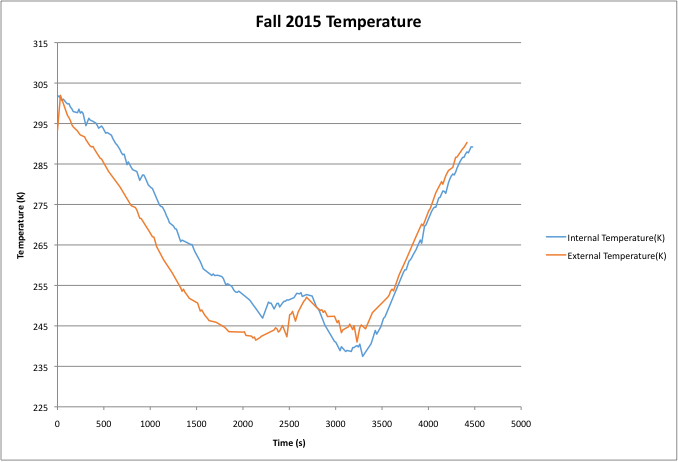 Fall 2015 Temperature
315
305
295
285
275
265
255
245
235
225
Temperature (K)
0 500 1000 1500 2000 2500 3000 3500 4000 4500 5000
Time (s)
Internal Temperature(K)
External Temperature(K)